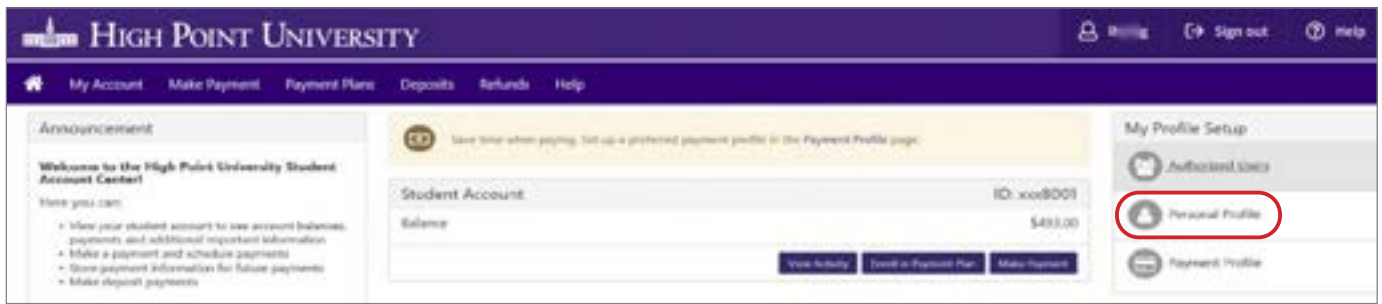 HIGH POINT UNIVERSITY
Sign out
Help
My Account
Make Payment
Payment Plans
Deposits
Refunds
Help
Announcement
Welcome to the High Point University Student
Account Center!
Here you can:
• View your student account to see account balances,
payments and additional important information
• Make a payment and schedule payments
• Store payment information for future payments
• Make deposit payments
Save time when paying. Set up a preferred payment profile in the Payment Profile page.
Student Account
ID: xxx8001
Balance
$493.00
View Activity
Enroll in Payment Plan
Make Payment
My Profile Setup
Authorized Users
Personal Profile
Payment Profile